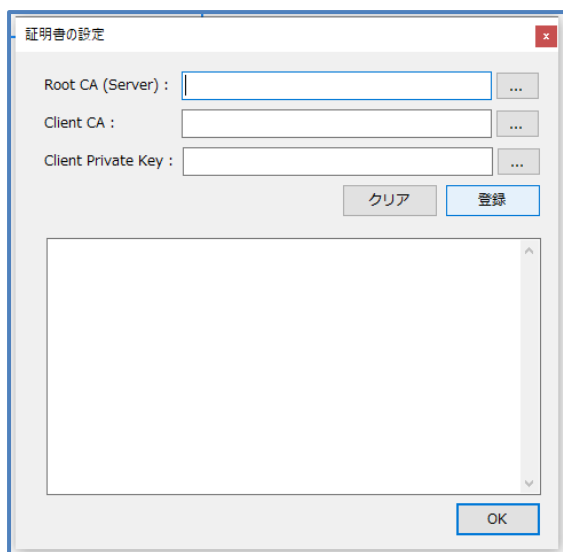 証明書の設定
x
Root CA (Server) :
...
Client CA :
...
Client Private Key :
...
クリア 登録
OK